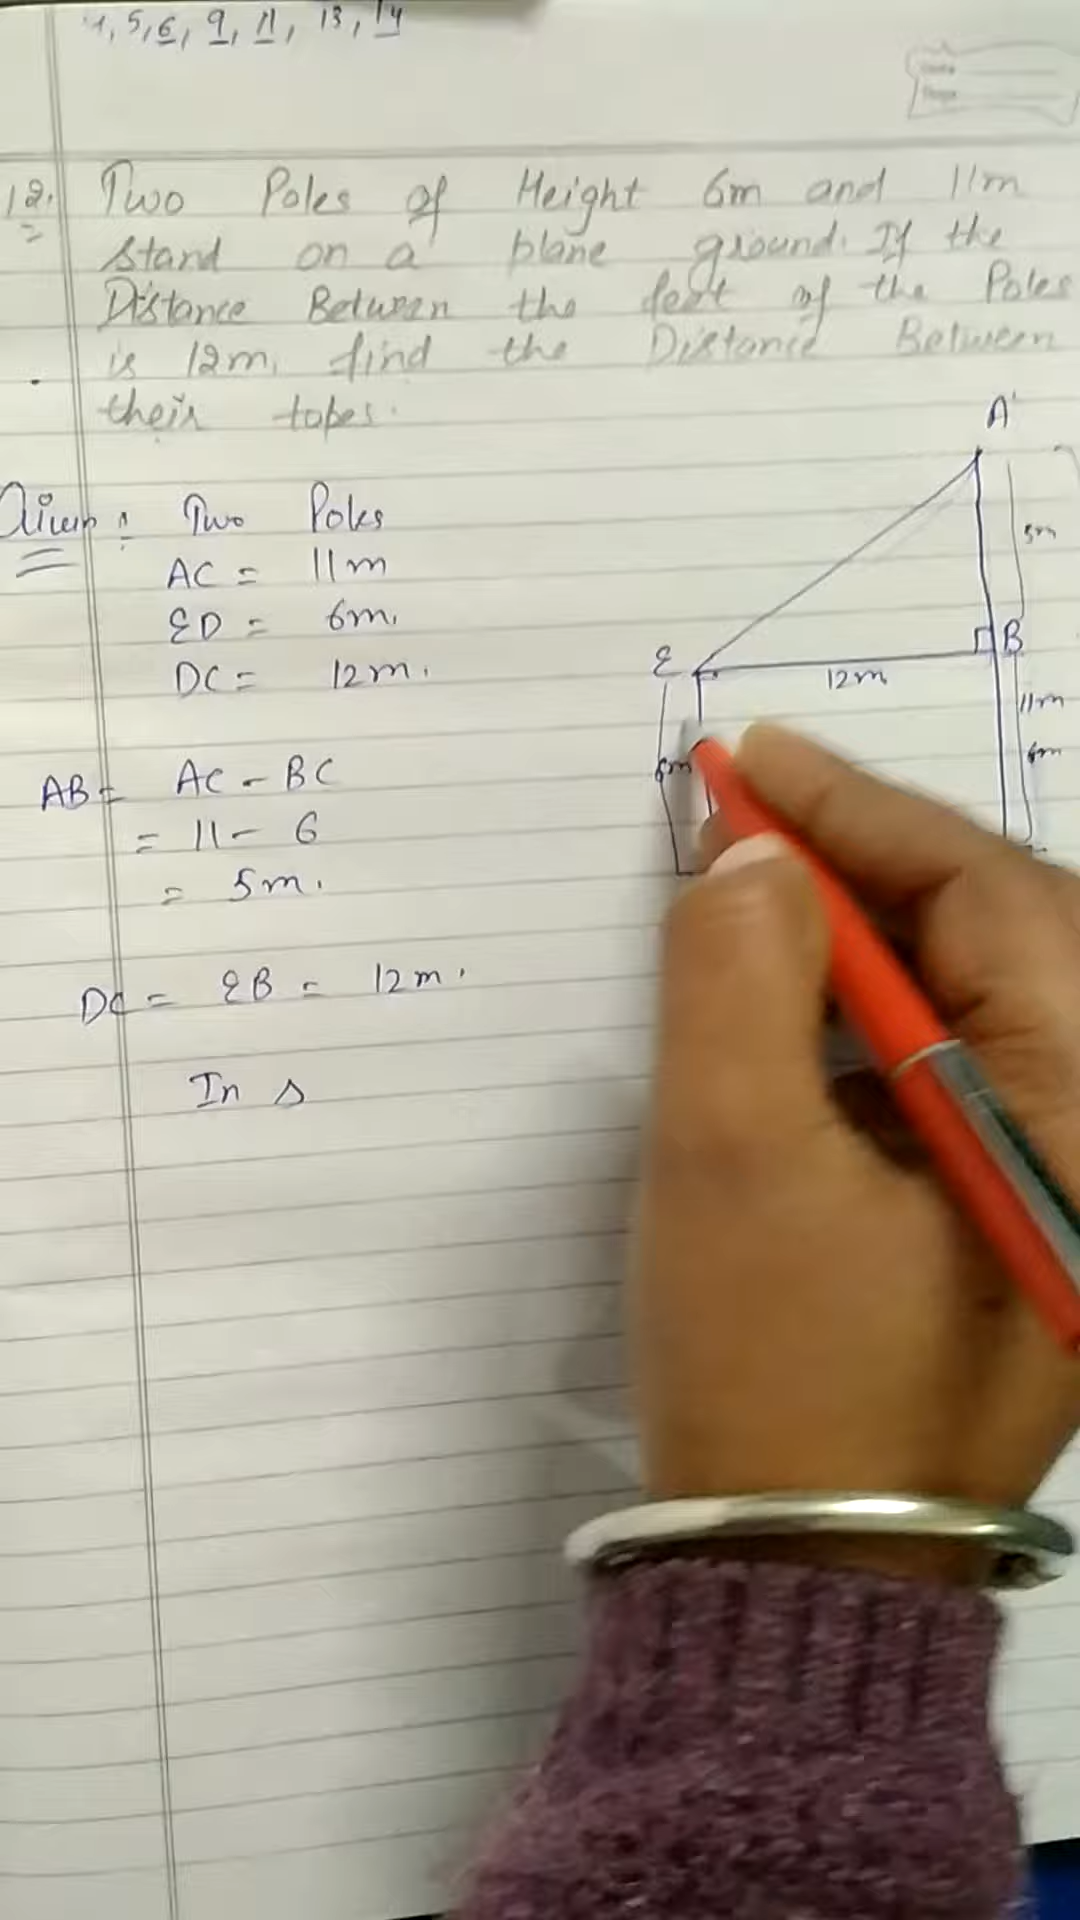 5, 6, 9, 11, 13, 14
12. Two Poles of Height 6m and 11m
stand on a plane ground. If the
Distance Between the feet of the Poles
is 12m, find the Distance Between
their topes.
Given : Two Poles
AC = 11m
ED = 6m.
DC = 12m.
AB = AC - BC
= 11 - 6
= 5m.
DC = EB = 12m.
In Δ
A
5m
B
E
12m
11m
6m
6m